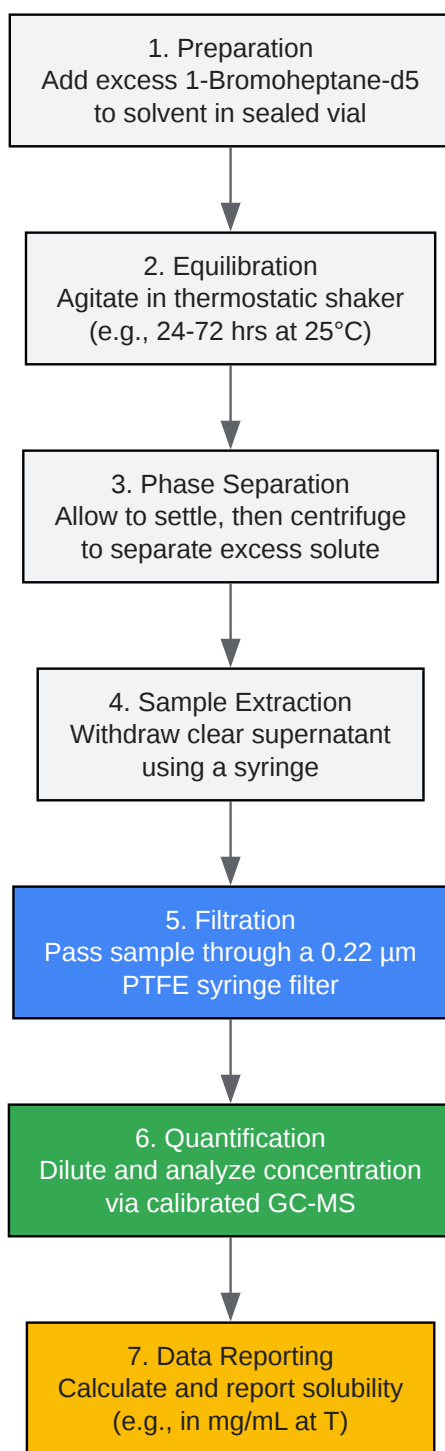 1. Preparation
Add excess 1-Bromoheptane-d5
to solvent in sealed vial
2. Equilibration
Agitate in thermostatic shaker
(e.g., 24-72 hrs at 25°C)
3. Phase Separation
Allow to settle, then centrifuge
to separate excess solute
4. Sample Extraction
Withdraw clear supernatant
using a syringe
5. Filtration
Pass sample through a 0.22 µm
PTFE syringe filter
6. Quantification
Dilute and analyze concentration
via calibrated GC-MS
7. Data Reporting
Calculate and report solubility
(e.g., in mg/mL at T)